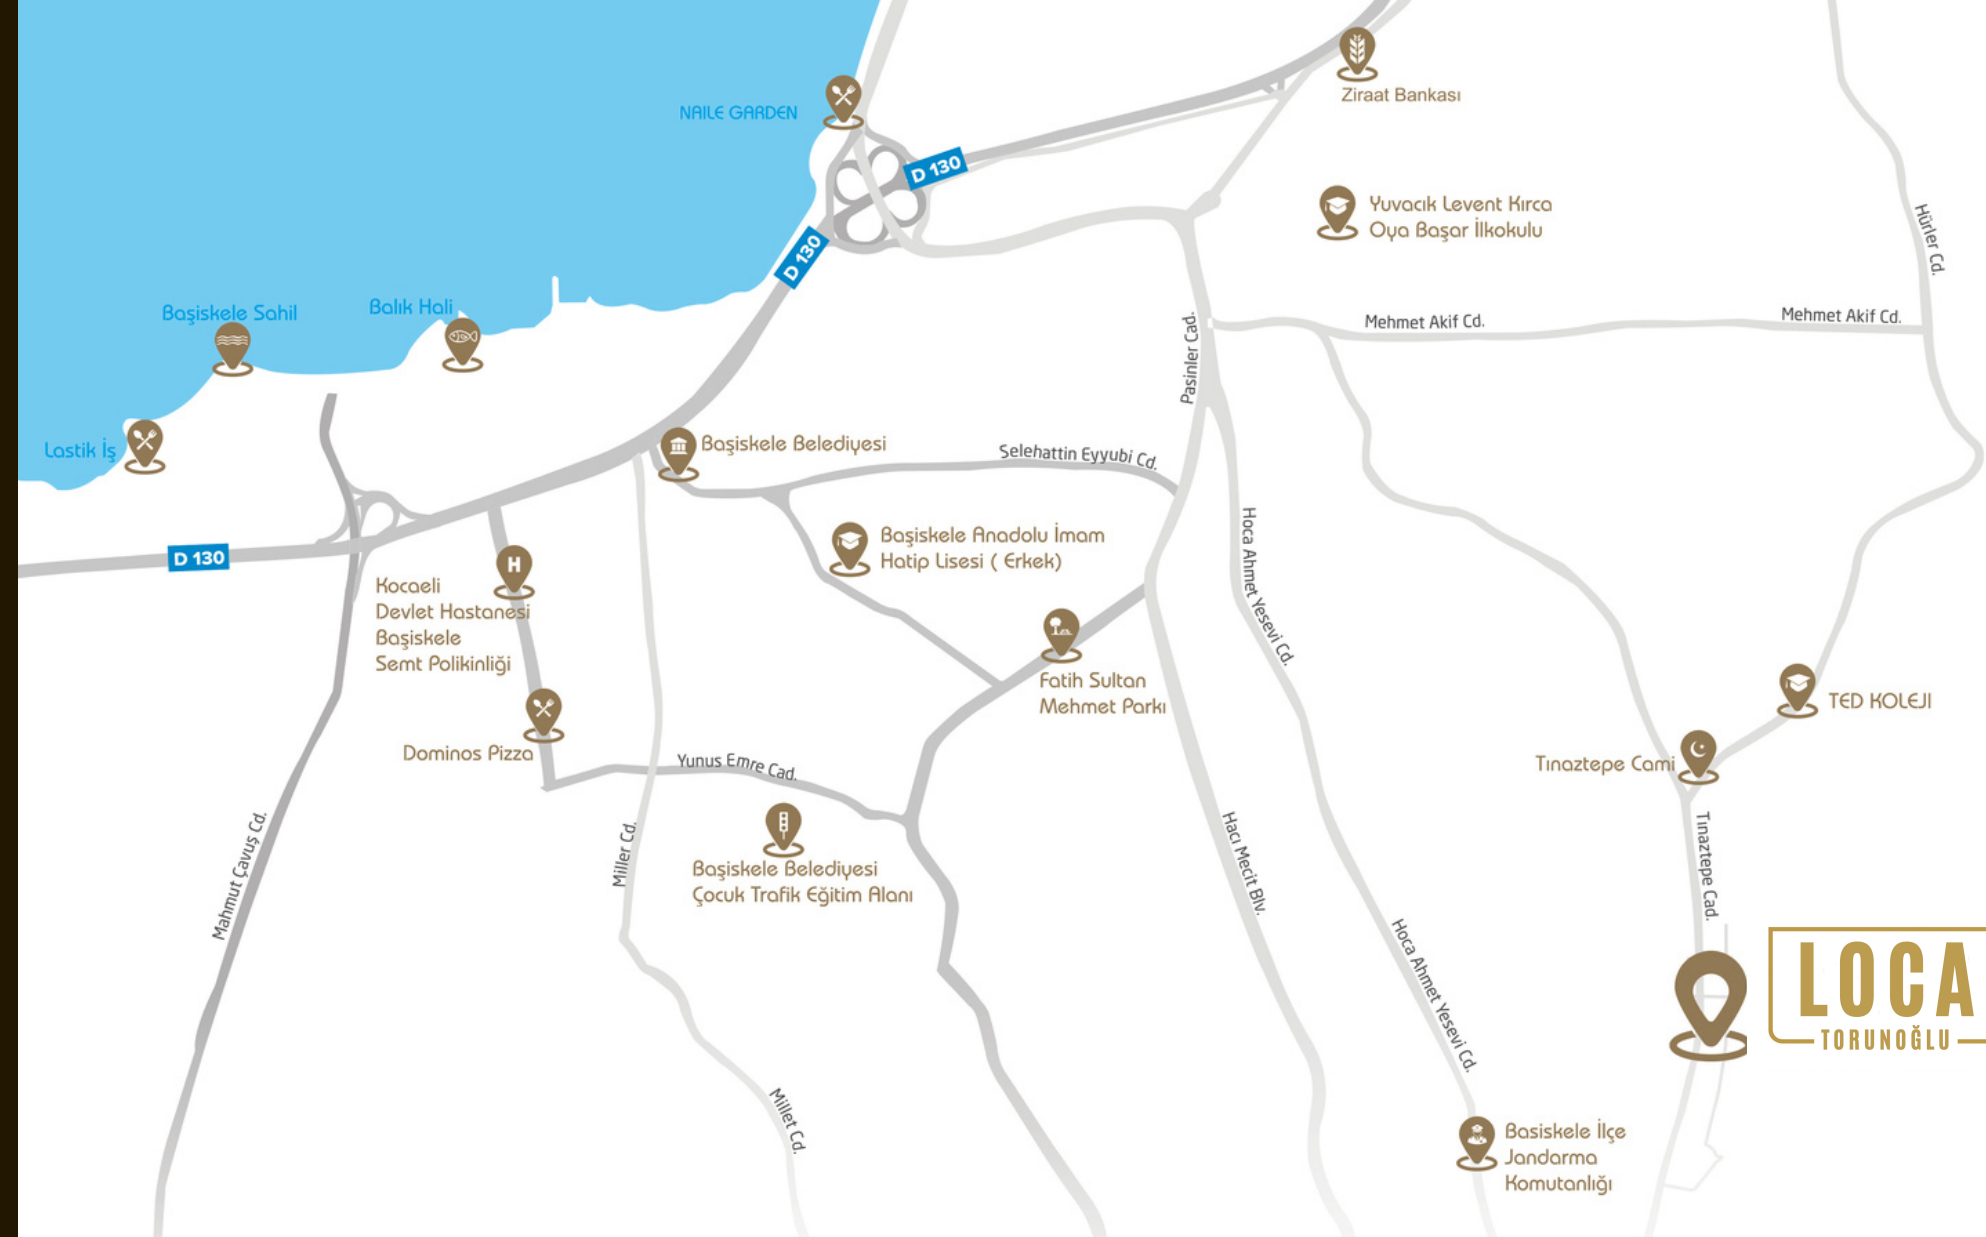 Ziraat Bankası
NAILE GARDEN
D 130
Yuvacık Levent Kırca
Oya Başar İlkokulu
Hürler Cd.
D 130
Başiskele Sahil
Balık Hali
Mehmet Akif Cd.
Mehmet Akif Cd.
Pasinler Cad.
Lastik İş
Başiskele Belediyesi
Selehattin Eyyubi Cd.
D 130
Başiskele Anadolu İmam
Hatip Lisesi ( Erkek)
Hoca Ahmet Yesevi Cd.
H
Kocaeli
Devlet Hastanesi
Başiskele
Semt Polikinliği
Fatih Sultan
Mehmet Parkı
TED KOLEJI
Dominos Pizza
Yunus Emre Cad.
Tınaztepe Cami
Mahmut Çavuş Cd.
Miller Cd.
Başiskele Belediyesi
Çocuk Trafik Eğitim Alanı
Hacı Mecit Blv.
Tınaztepe Cad.
Hoca Ahmet Yesevi Cd.
LOCA
TORUNOĞLU
Millet Cd.
Basiskele İlçe
Jandarma
Komutanlığı